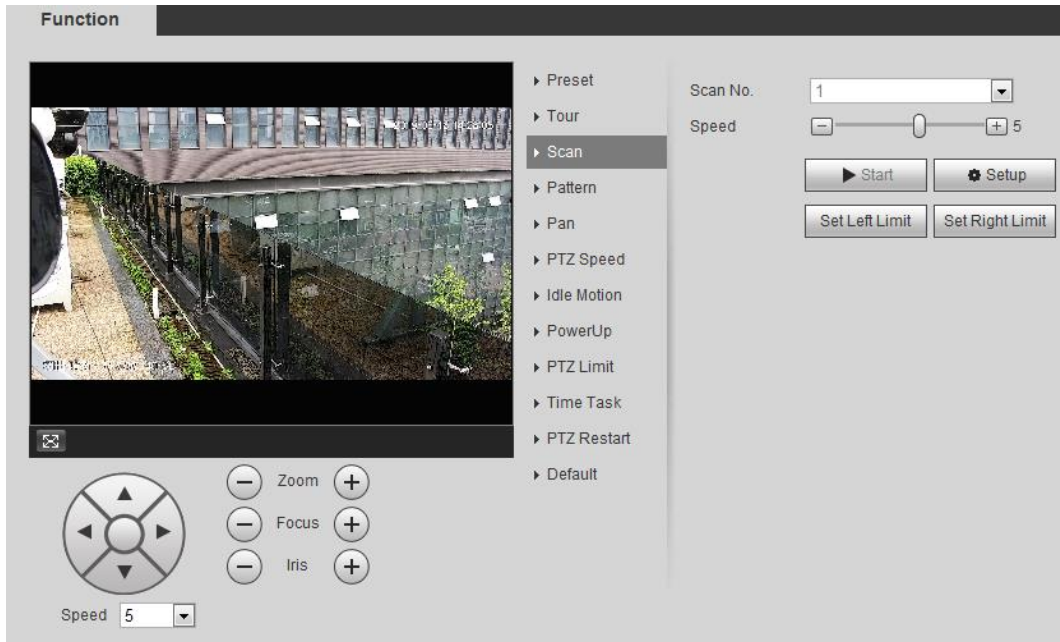 Function
Preset
Tour
Scan
Pattern
Pan
PTZ Speed
Idle Motion
PowerUp
PTZ Limit
Time Task
PTZ Restart
Default
Scan No. 1
Speed 5
Start
Setup
Set Left Limit
Set Right Limit
Zoom
Focus
Iris
Speed 5